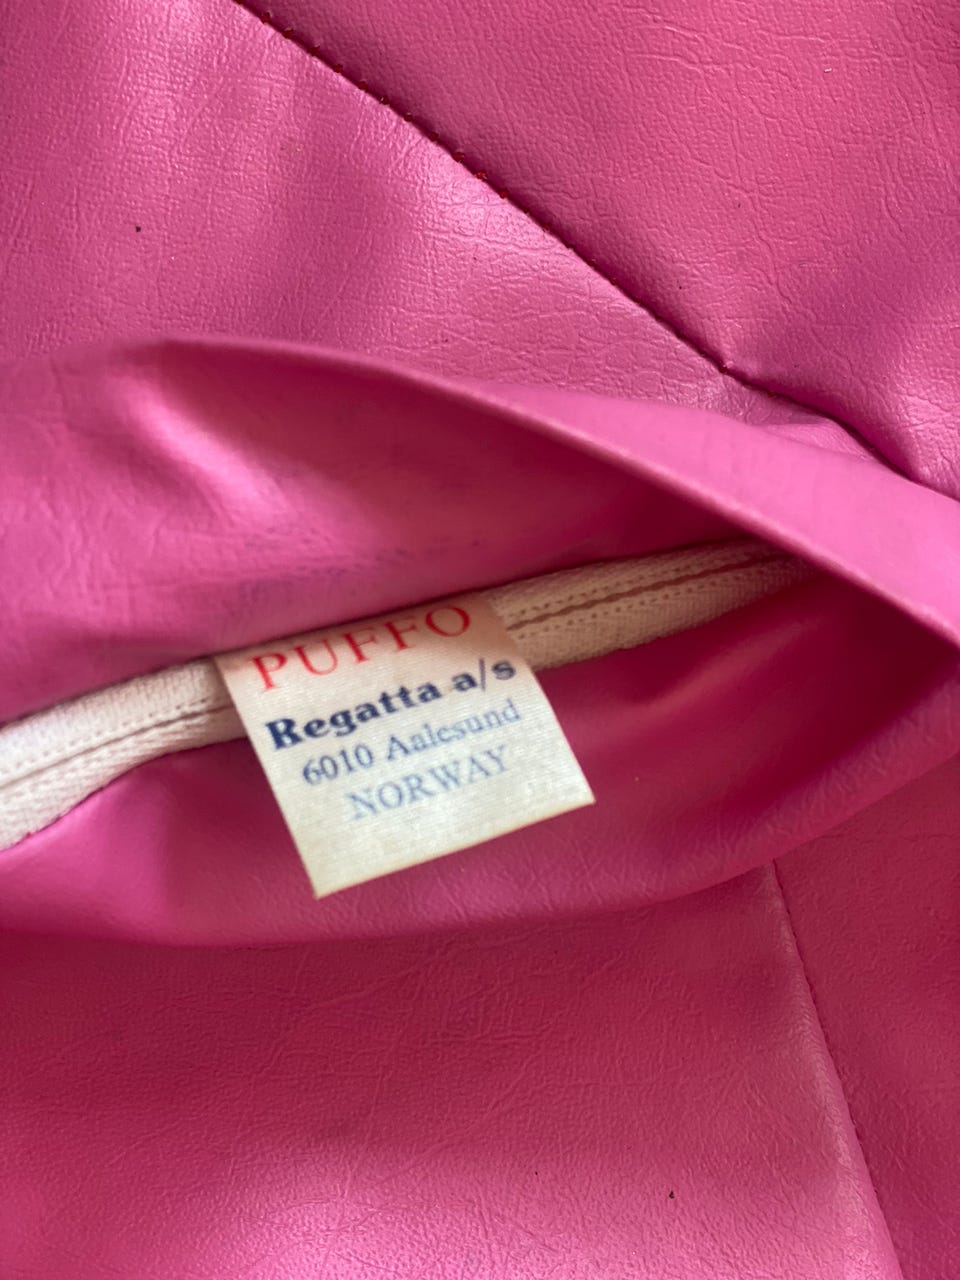 PUFFO
Regatta a/s
6010 Aalesund
NORWAY